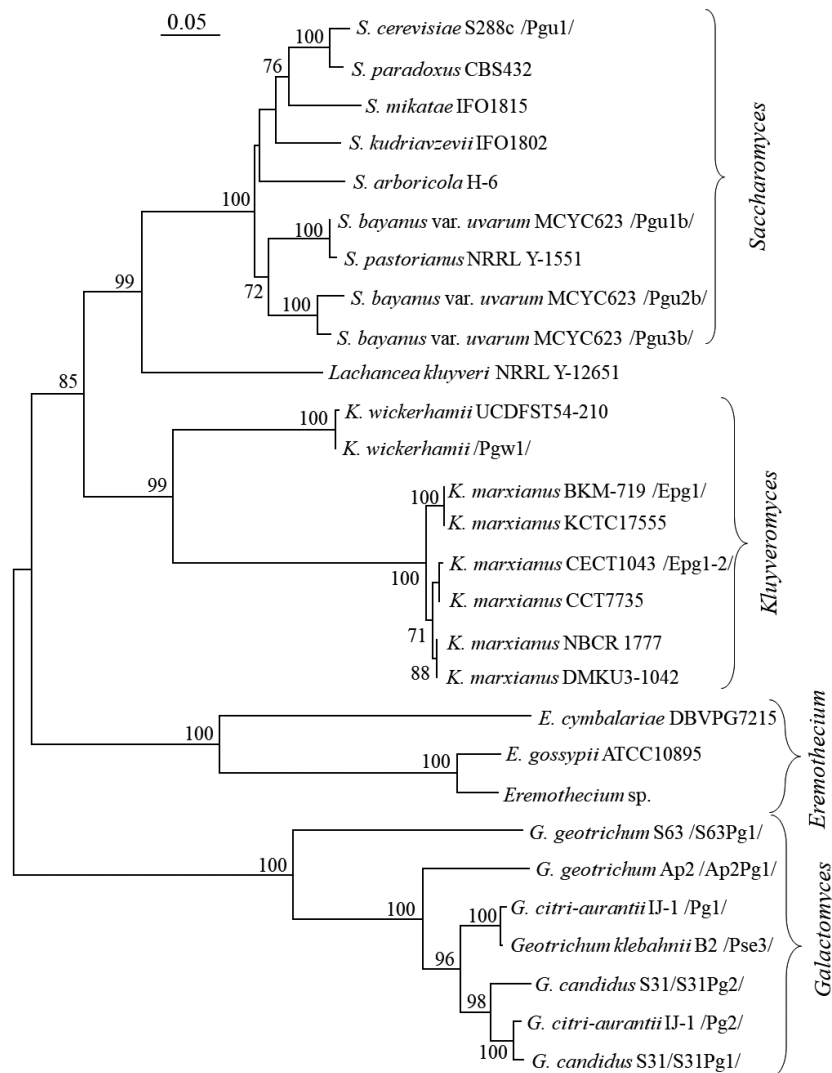 0.05
100
S. cerevisiae S288c /Pgu1/
76
S. paradoxus CBS432
S. mikatae IFO1815
S. kudriavzevii IFO1802
S. arboricola H-6
100
S. bayanus var. uvarum MCYC623 /Pgu1b/
100
S. pastorianus NRRL Y-1551
72
S. bayanus var. uvarum MCYC623 /Pgu2b/
100
S. bayanus var. uvarum MCYC623 /Pgu3b/
Saccharomyces
99
Lachancea kluyveri NRRL Y-12651
85
K. wickerhamii UCDFST54-210
100
K. wickerhamii /Pgw1/
99
K. marxianus BKM-719 /Epg1/
100
K. marxianus KCTC17555
K. marxianus CECT1043 /Epg1-2/
100
K. marxianus CCT7735
71
K. marxianus NBCR 1777
88
K. marxianus DMKU3-1042
Kluyveromyces
E. cymbalariae DBVPG7215
100
E. gossypii ATCC10895
100
Eremothecium sp.
Eremothecium
G. geotrichum S63 /S63Pg1/
100
G. geotrichum Ap2 /Ap2Pg1/
100
G. citri-aurantii IJ-1 /Pg1/
100
Geotrichum klebahnii B2 /Pse3/
96
G. candidus S31/S31Pg2/
98
G. citri-aurantii IJ-1 /Pg2/
100
G. candidus S31/S31Pg1/
Galactomyces